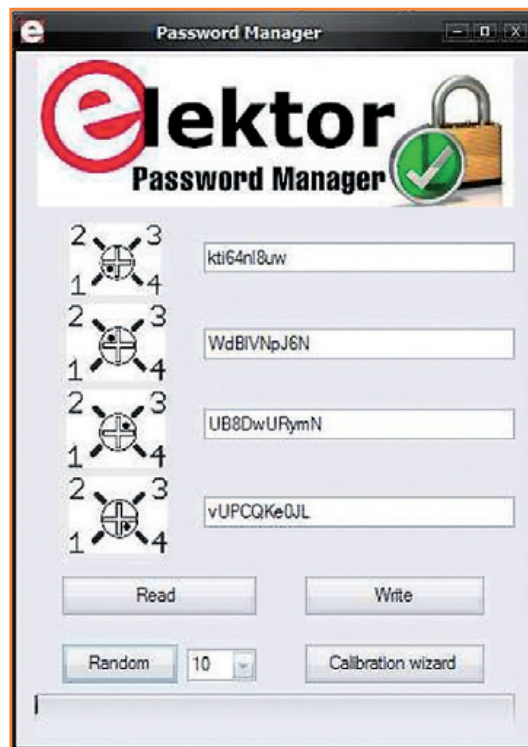 Password Manager
elektor
Password Manager
2 3
kti64nl8uw
1 4
2 3
WdBlVNpJ6N
1 4
2 3
UB8DwURymN
1 4
2 3
vUPCQKe0JL
1 4
Read Write
Random 10 Calibration wizard